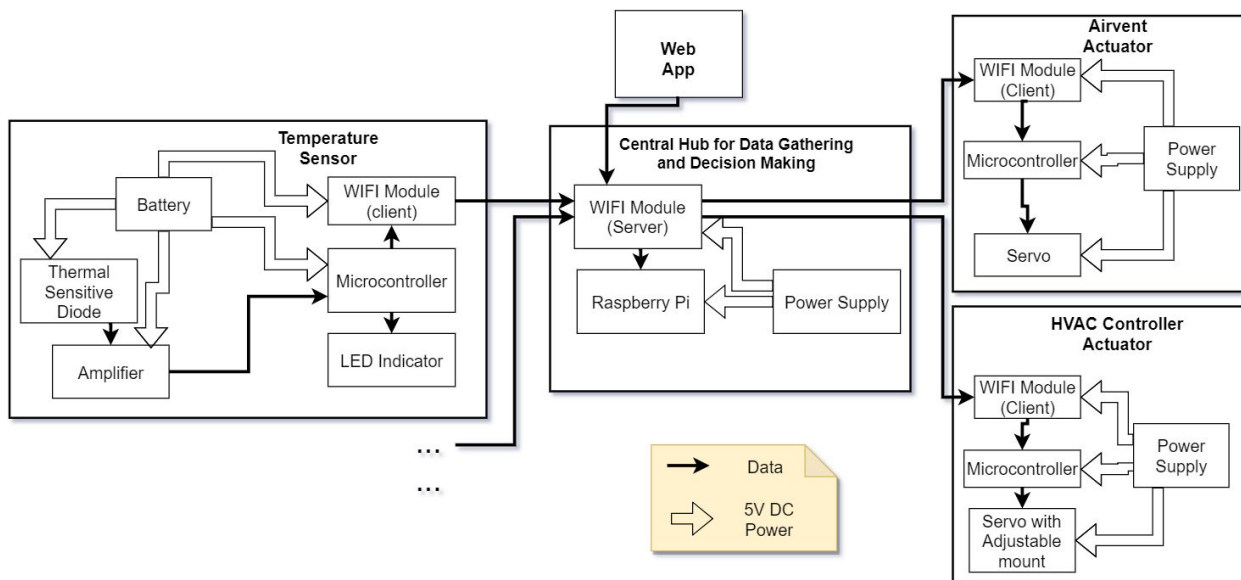 Web
App
Temperature
Sensor
Battery
WIFI Module
(client)
Thermal
Sensitive
Diode
Microcontroller
Amplifier
LED Indicator
...
...
Central Hub for Data Gathering
and Decision Making
WIFI Module
(Server)
Raspberry Pi
Power Supply
Data
5V DC
Power
Airvent
Actuator
WIFI Module
(Client)
Microcontroller
Power
Supply
Servo
HVAC Controller
Actuator
WIFI Module
(Client)
Microcontroller
Power
Supply
Servo with
Adjustable
mount